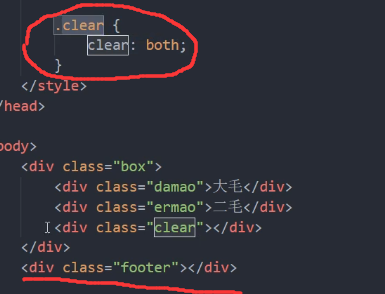 .clear {
clear: both;
}
</style>
/head>
body>
<div class="box">
<div class="damao">大毛</div>
<div class="ermao">二毛</div>
<div class="clear"></div>
</div>
<div class="footer"></div>